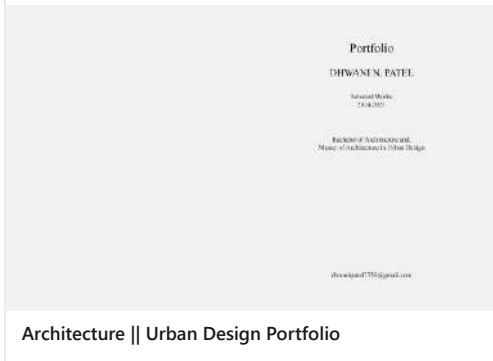 Portfolio
DHWANI N. PATEL
Selected Works
Bachelor of Architecture and,
Master of Architecture in Urban Design
Architecture || Urban Design Portfolio